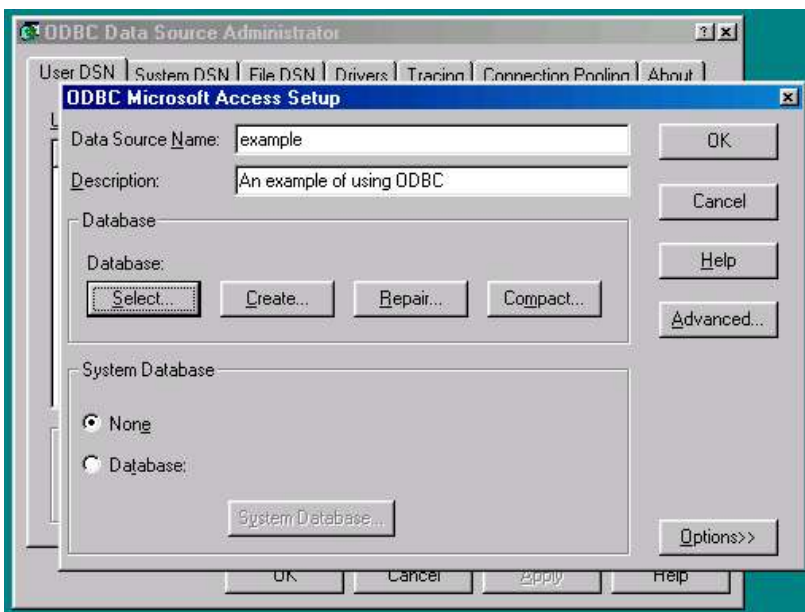 ODBC Data Source Administrator
User DSN System DSN File DSN Drivers Tracing Connection Pooling About
ODBC Microsoft Access Setup
Data Source Name: example
OK
Description: An example of using ODBC
Cancel
Database
Database:
Help
Select... Create... Repair... Compact...
Advanced...
System Database
None
Database:
System Database...
Options>>
OK Cancel Apply Help